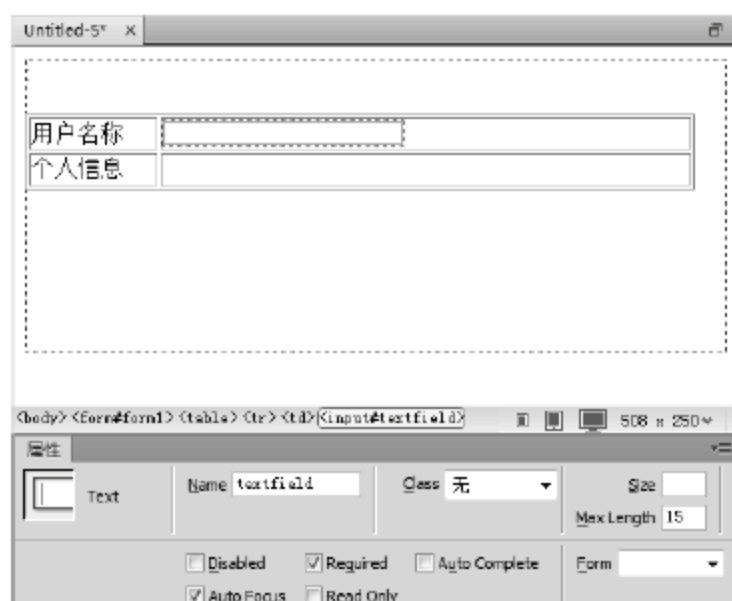 Untitled-5* ×
用户名称
个人信息
<body> <form#form1> <table> <tr> <td> <input#textfield> 508 x 250
属性
Text Name textfield Class 无 Size
Max Length 15
Disabled Required Auto Complete Form
Auto Focus Read Only